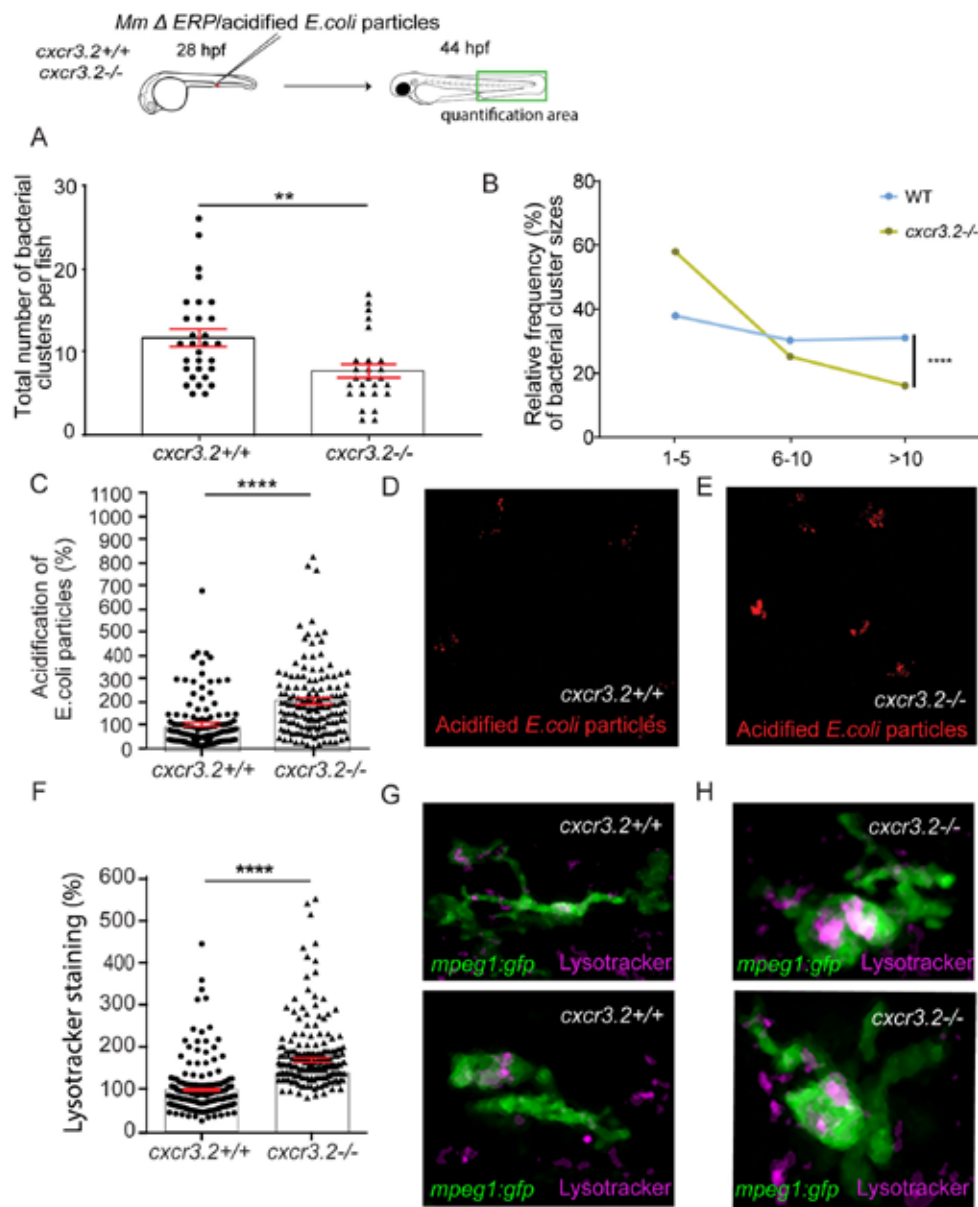 Mm Δ ERP/acidified E.coli particles
cxcr3.2+/+
cxcr3.2-/-
28 hpf
44 hpf
quantification area
A
Total number of bacterial
clusters per fish
30
20
10
0
**
cxcr3.2+/+
cxcr3.2-/-
B
Relative frequency (%)
of bacterial cluster sizes
80
60
40
20
0
WT
cxcr3.2-/-
****
1-5
6-10
>10
C
Acidification of
E.coli particles (%)
1100
1000
900
800
700
600
500
400
300
200
100
0
****
cxcr3.2+/+
cxcr3.2-/-
D
cxcr3.2+/+
Acidified E.coli particles
E
cxcr3.2-/-
Acidified E.coli particles
F
Lysotracker staining (%)
600
500
400
300
200
100
0
****
cxcr3.2+/+
cxcr3.2-/-
G
cxcr3.2+/+
mpeg1:gfp Lysotracker
cxcr3.2+/+
mpeg1:gfp Lysotracker
H
cxcr3.2-/-
mpeg1:gfp Lysotracker
cxcr3.2-/-
mpeg1:gfp Lysotracker